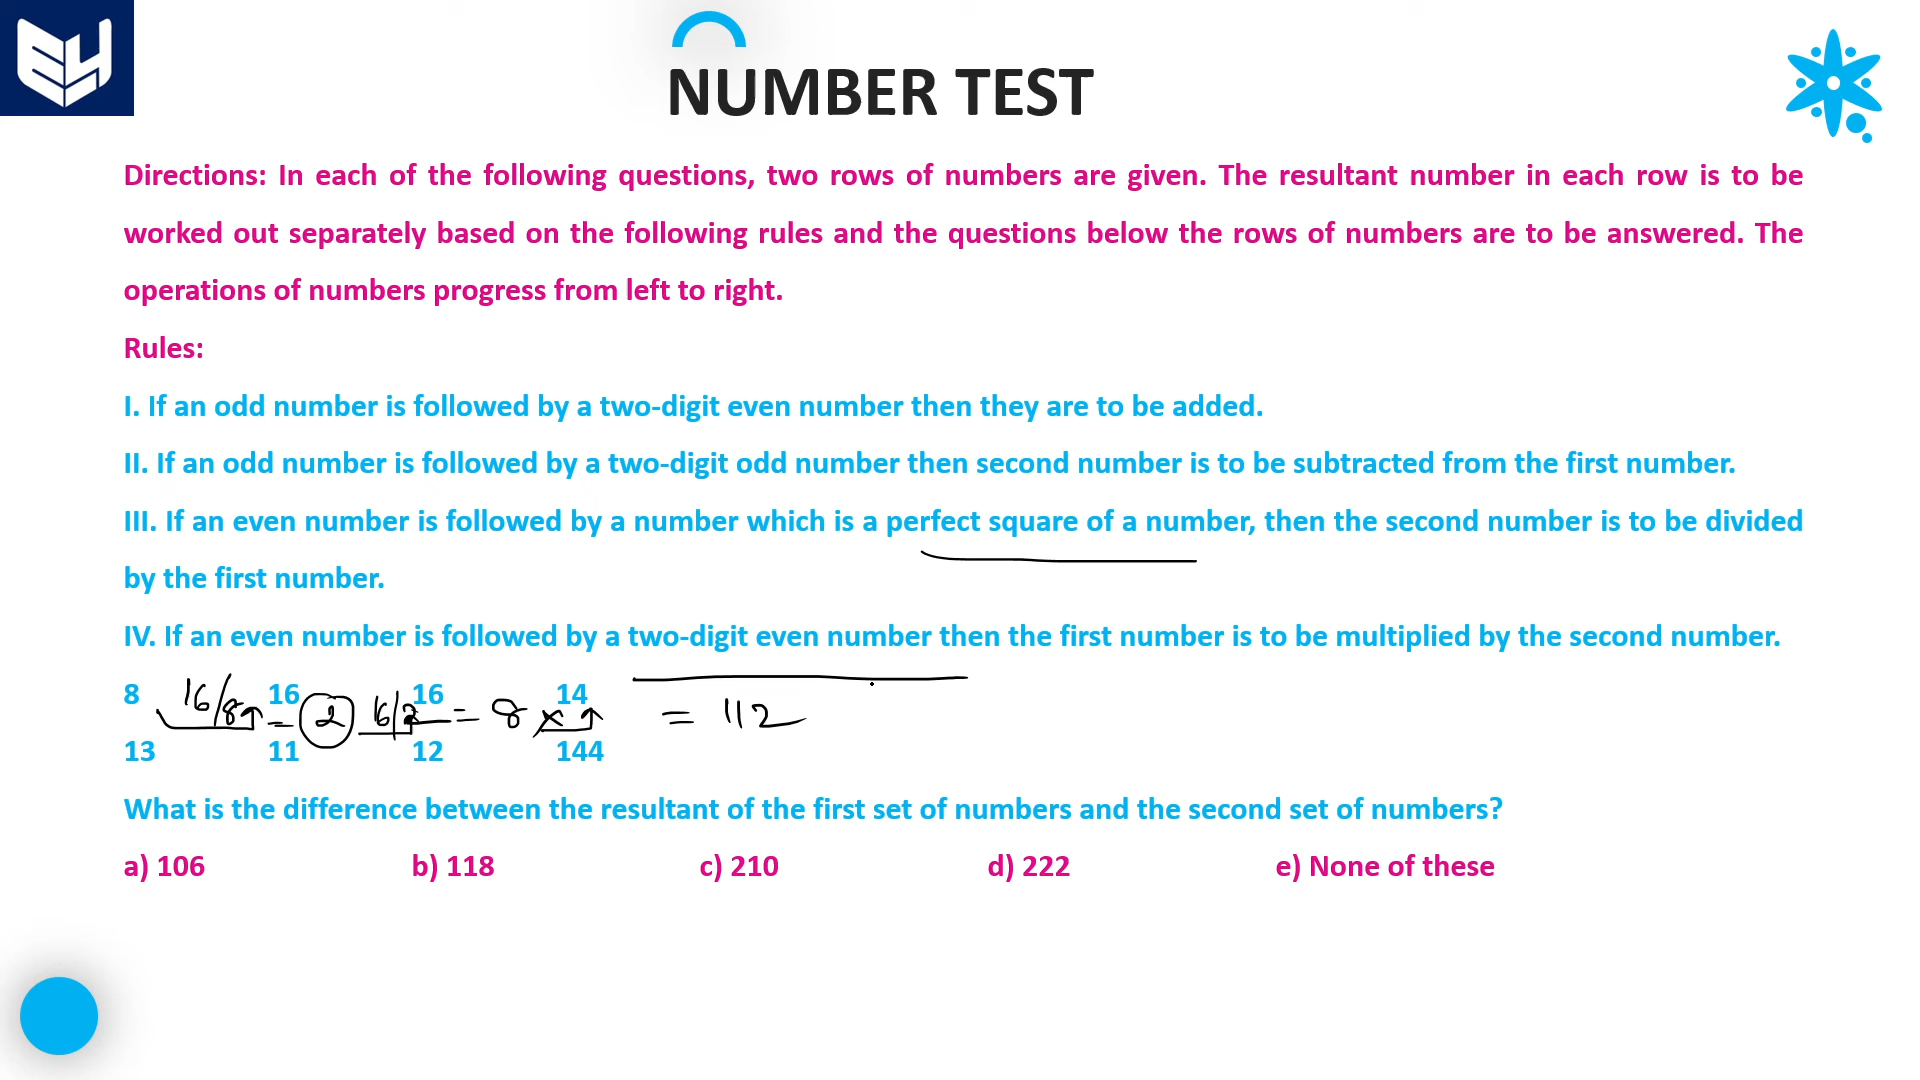 NUMBER TEST
Directions: In each of the following questions, two rows of numbers are given. The resultant number in each row is to be
worked out separately based on the following rules and the questions below the rows of numbers are to be answered. The
operations of numbers progress from left to right.
Rules:
I. If an odd number is followed by a two-digit even number then they are to be added.
II. If an odd number is followed by a two-digit odd number then second number is to be subtracted from the first number.
III. If an even number is followed by a number which is a perfect square of a number, then the second number is to be divided
by the first number.
IV. If an even number is followed by a two-digit even number then the first number is to be multiplied by the second number.
8 16 16 14
16/8 = 2 16/2 = 8 × = 112
13 11 12 144
What is the difference between the resultant of the first set of numbers and the second set of numbers?
a) 106 b) 118 c) 210 d) 222 e) None of these